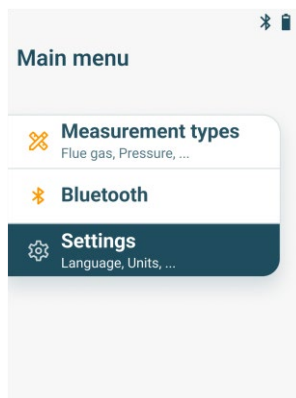 Main menu
Measurement types
Flue gas, Pressure, ...
Bluetooth
Settings
Language, Units, ...